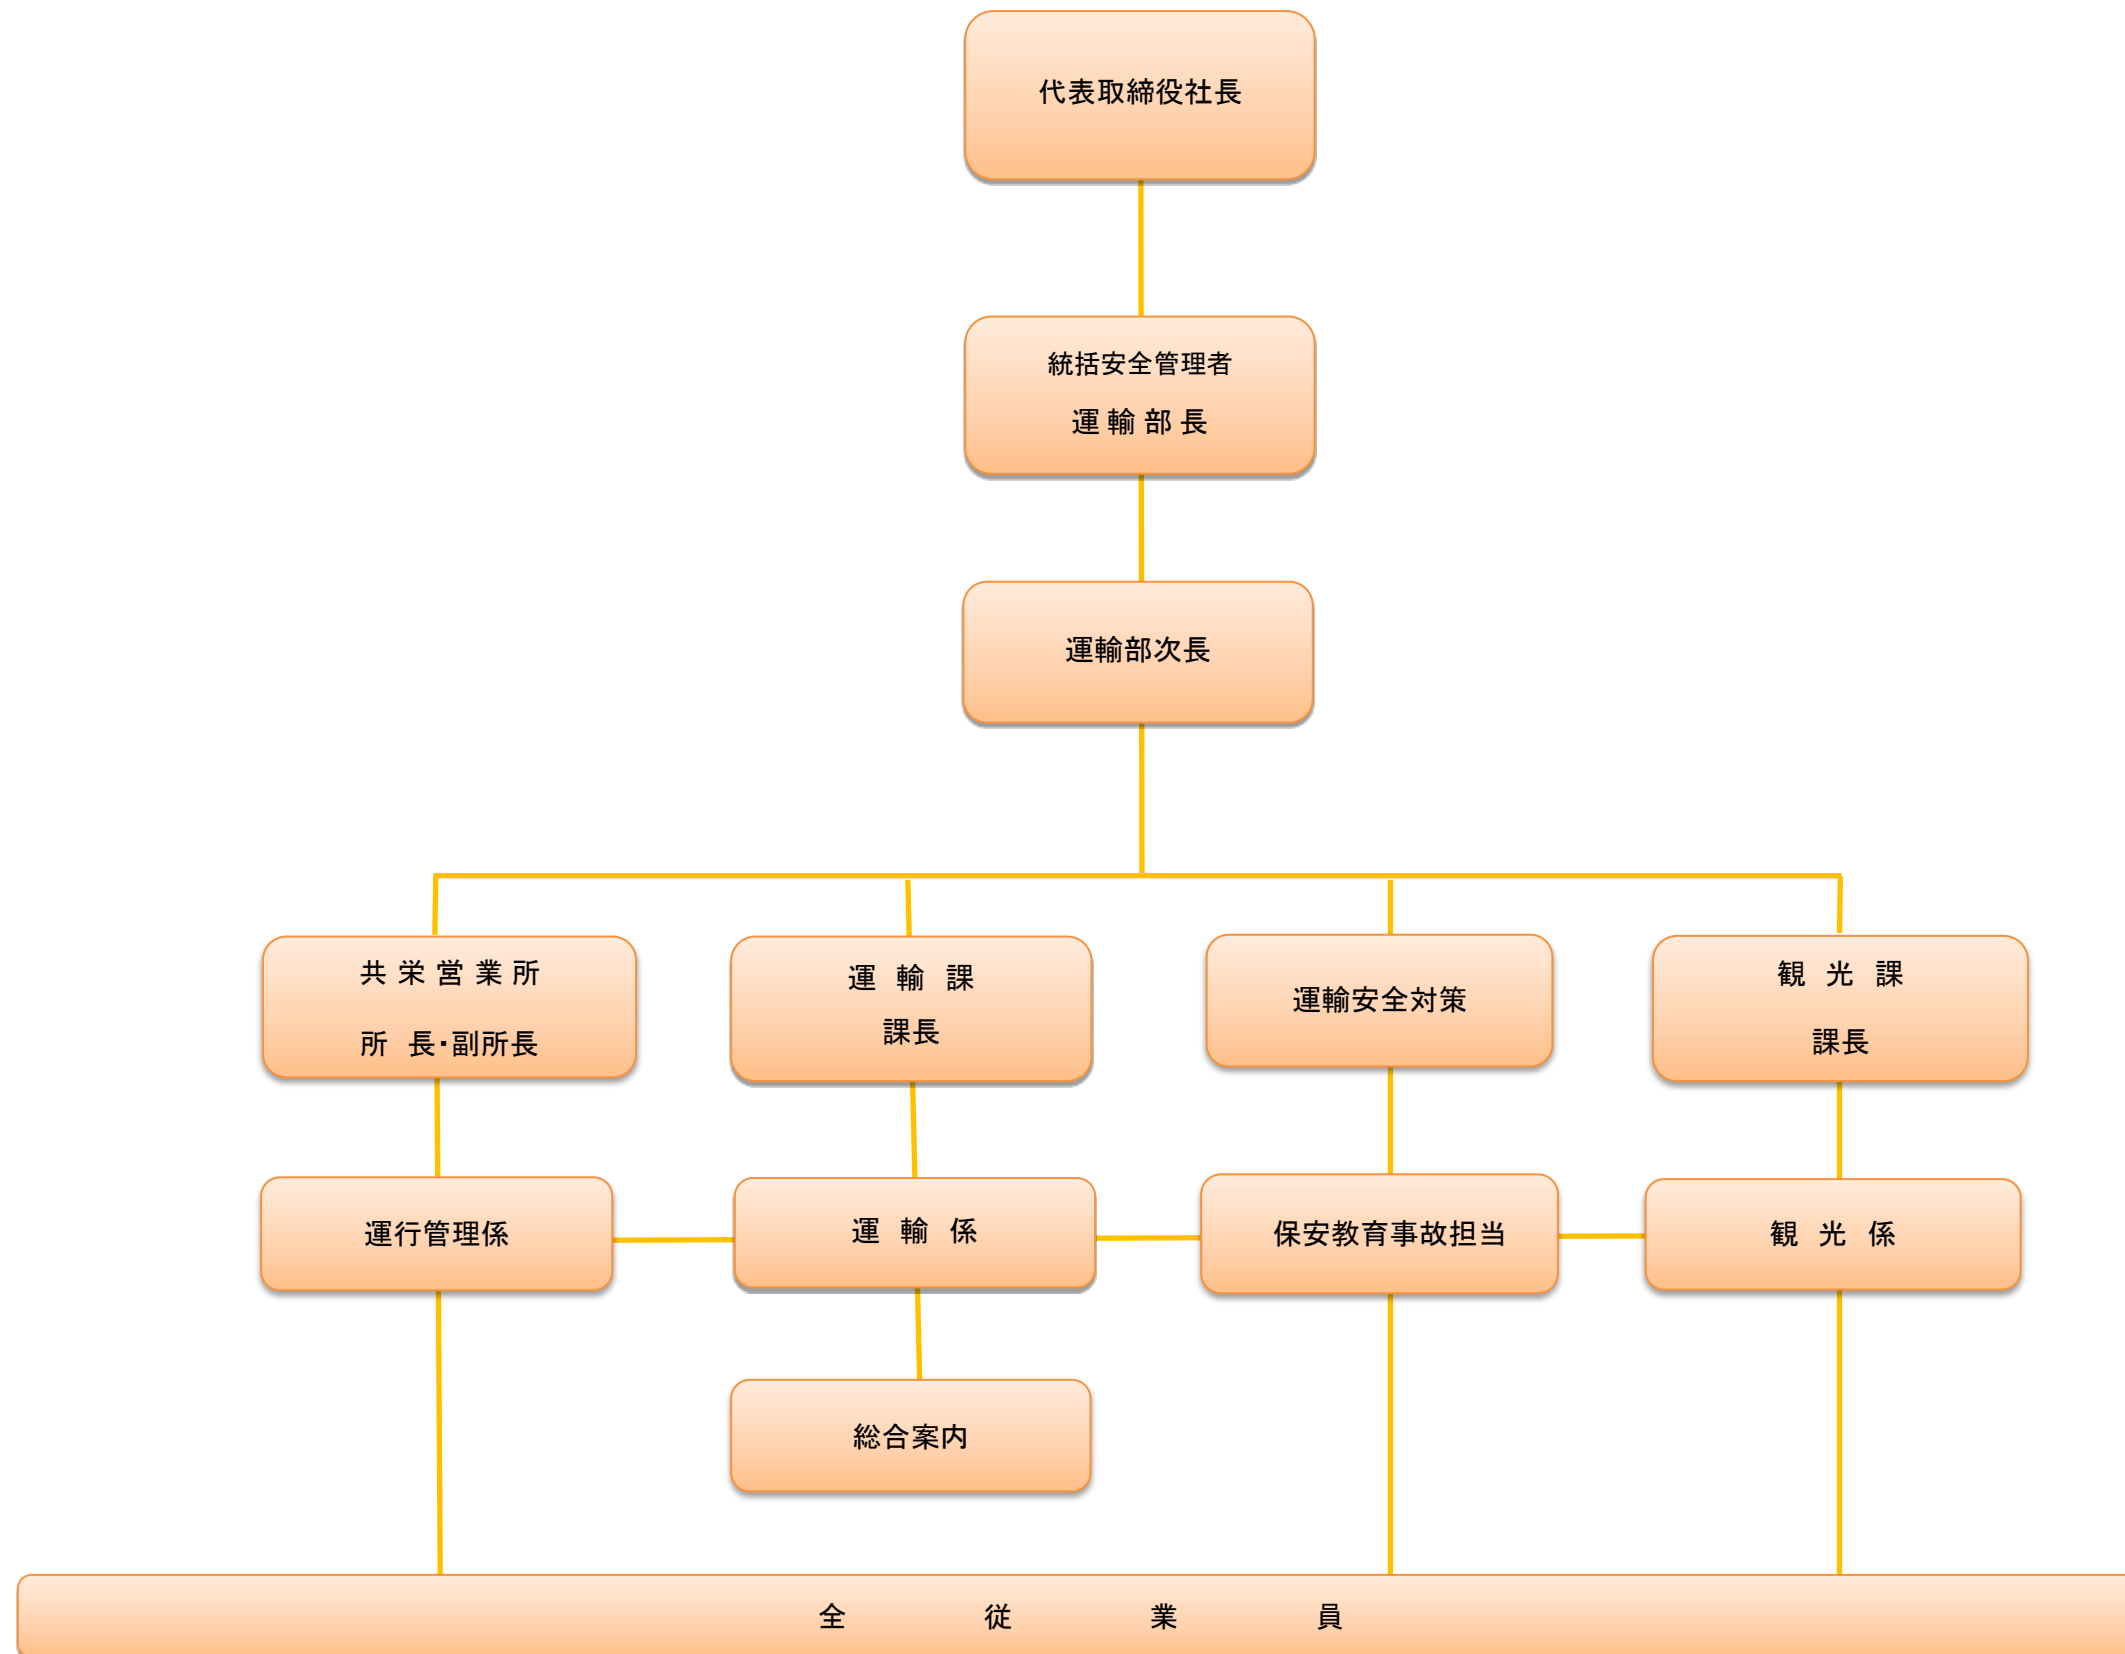 代表取締役社長
統括安全管理者
運 輸 部 長
運輸部次長
共 栄 営 業 所
所　長・副所長
運　輸　課
課長
運輸安全対策
観　光　課
課長
運行管理係
運　輸　係
保安教育事故担当
観　光　係
総合案内
全　従　業　員